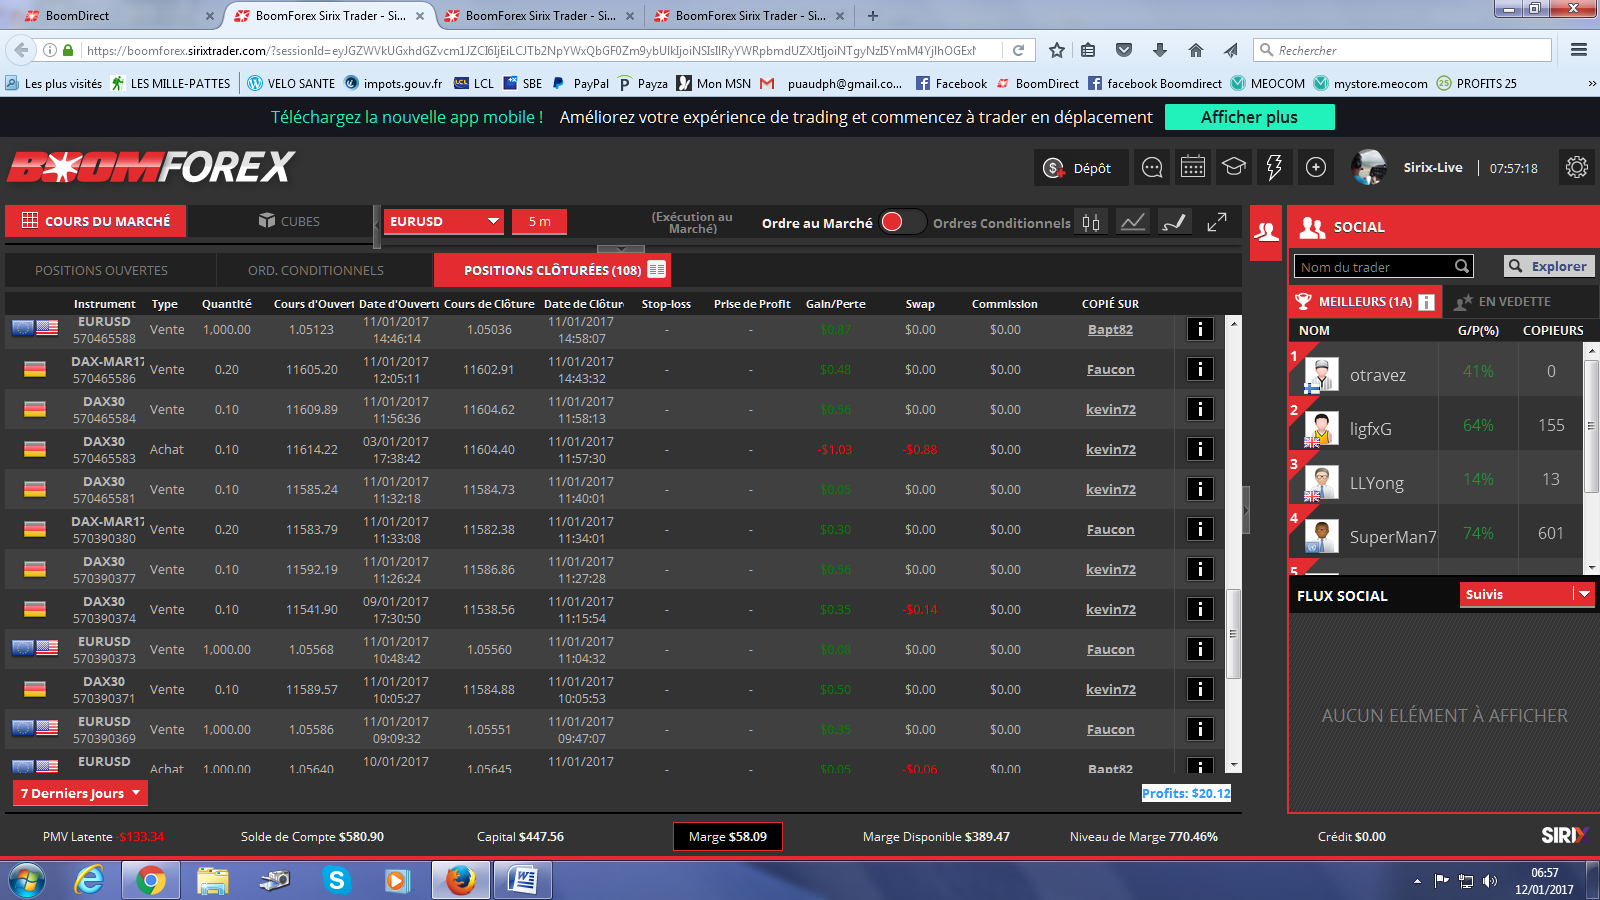 BoomDirect
BoomForex Sirix Trader - Si...
BoomForex Sirix Trader - Si...
BoomForex Sirix Trader - Si...
boomforex.sirixtrader.com
Rechercher
Les plus visités LES MILLE-PATTES VELO SANTE impots.gouv.fr LCL SBE PayPal Payza Mon MSN puaudph@gmail.co... Facebook BoomDirect facebook Boomdirect MEOCOM mystore.meocom PROFITS 25
Téléchargez la nouvelle app mobile ! Améliorez votre expérience de trading et commencez à trader en déplacement Afficher plus
BOOMFOREX
Dépôt
Sirix-Live
07:57:18
COURS DU MARCHÉ
CUBES
EURUSD
5 m
(Exécution au
Marché)
Ordre au Marché
Ordres Conditionnels
POSITIONS OUVERTES
ORD. CONDITIONNELS
POSITIONS CLÔTURÉES (108)
Instrument Type Quantité Cours d'Ouvert Date d'Ouvertu Cours de Clôture Date de Clôture Stop-loss Prise de Profit Gain/Perte Swap Commission COPIÉ SUR
EURUSD 570465588 Vente 1,000.00 1.05123 11/01/2017 14:46:14 1.05036 11/01/2017 14:58:07 - - $0.87 $0.00 $0.00 Bapt82
DAX-MAR17 570465586 Vente 0.20 11605.20 11/01/2017 12:05:11 11602.91 11/01/2017 14:43:32 - - $0.48 $0.00 $0.00 Faucon
DAX30 570465584 Vente 0.10 11609.89 11/01/2017 11:56:36 11604.62 11/01/2017 11:58:13 - - $0.56 $0.00 $0.00 kevin72
DAX30 570465583 Achat 0.10 11614.22 03/01/2017 17:38:42 11604.40 11/01/2017 11:57:30 - - -$1.03 -$0.88 $0.00 kevin72
DAX30 570465581 Vente 0.10 11585.24 11/01/2017 11:32:18 11584.73 11/01/2017 11:40:01 - - $0.05 $0.00 $0.00 kevin72
DAX-MAR17 570390380 Vente 0.20 11583.79 11/01/2017 11:33:08 11582.38 11/01/2017 11:34:01 - - $0.30 $0.00 $0.00 Faucon
DAX30 570390377 Vente 0.10 11592.19 11/01/2017 11:26:24 11586.86 11/01/2017 11:27:28 - - $0.56 $0.00 $0.00 kevin72
DAX30 570390374 Vente 0.10 11541.90 09/01/2017 17:30:50 11538.56 11/01/2017 11:15:54 - - $0.35 -$0.14 $0.00 kevin72
EURUSD 570390373 Vente 1,000.00 1.05568 11/01/2017 10:48:42 1.05560 11/01/2017 11:04:32 - - $0.08 $0.00 $0.00 Faucon
DAX30 570390371 Vente 0.10 11589.57 11/01/2017 10:05:27 11584.88 11/01/2017 10:05:53 - - $0.50 $0.00 $0.00 kevin72
EURUSD 570390369 Vente 1,000.00 1.05586 11/01/2017 09:09:32 1.05551 11/01/2017 09:47:07 - - $0.35 $0.00 $0.00 Faucon
EURUSD Achat 1,000.00 1.05640 10/01/2017 1.05645 11/01/2017 - - $0.05 -$0.06 $0.00 Bapt82
7 Derniers Jours
Profits: $20.12
SOCIAL
Nom du trader
Explorer
MEILLEURS (1A)
EN VEDETTE
NOM G/P(%) COPIEURS
1 otravez 41% 0
2 ligfxG 64% 155
3 LLYong 14% 13
4 SuperMan7 74% 601
5
FLUX SOCIAL
Suivis
AUCUN ELÉMENT À AFFICHER
PMV Latente -$133.34 Solde de Compte $580.90 Capital $447.56 Marge $58.09 Marge Disponible $389.47 Niveau de Marge 770.46% Crédit $0.00
SIRIX
06:57
12/01/2017